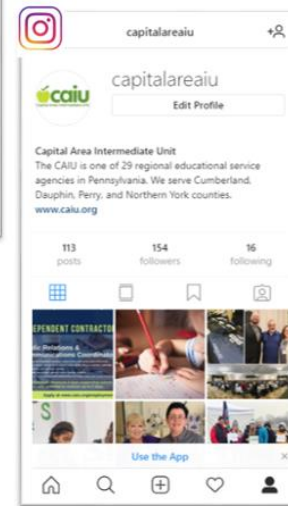 capitalareaiu
caiu
capitalareaiu
Edit Profile
Capital Area Intermediate Unit
The CAIU is one of 29 regional educational service
agencies in Pennsylvania. We serve Cumberland,
Dauphin, Perry, and Northern York counties.
www.caiu.org
113 154 16
posts followers following
EPENDENT CONTRACTO
lic Relations &
Use the App